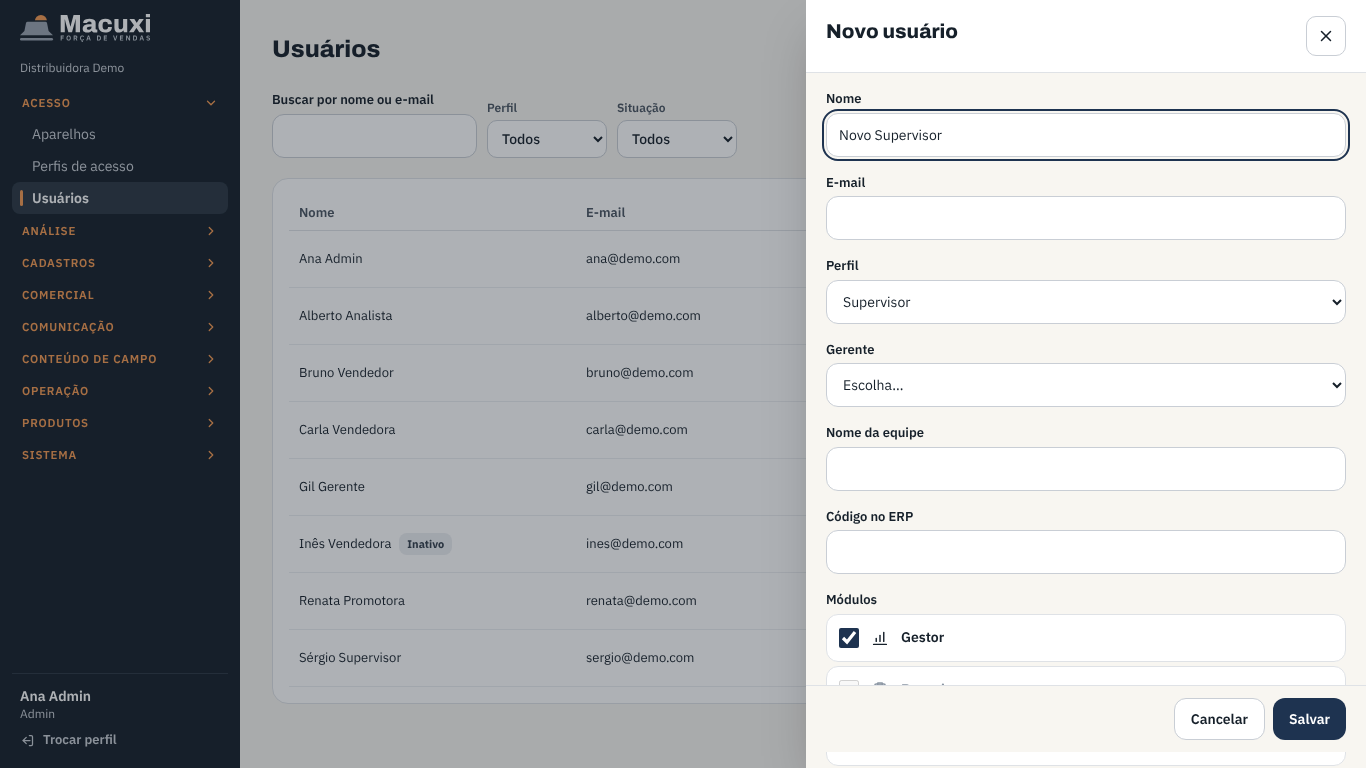 Macuxi
FORÇA DE VENDAS
Distribuidora Demo
ACESSO
Aparelhos
Perfis de acesso
Usuários
ANÁLISE
CADASTROS
COMERCIAL
COMUNICAÇÃO
CONTEÚDO DE CAMPO
OPERAÇÃO
PRODUTOS
SISTEMA
Ana Admin
Admin
Trocar perfil
Usuários
Buscar por nome ou e-mail
Perfil
Situação
Todos
Todos
Nome E-mail
Ana Admin ana@demo.com
Alberto Analista alberto@demo.com
Bruno Vendedor bruno@demo.com
Carla Vendedora carla@demo.com
Gil Gerente gil@demo.com
Inês Vendedora Inativo ines@demo.com
Renata Promotora renata@demo.com
Sérgio Supervisor sergio@demo.com
Novo usuário
Nome
Novo Supervisor
E-mail
Perfil
Supervisor
Gerente
Escolha...
Nome da equipe
Código no ERP
Módulos
Gestor
Cancelar
Salvar